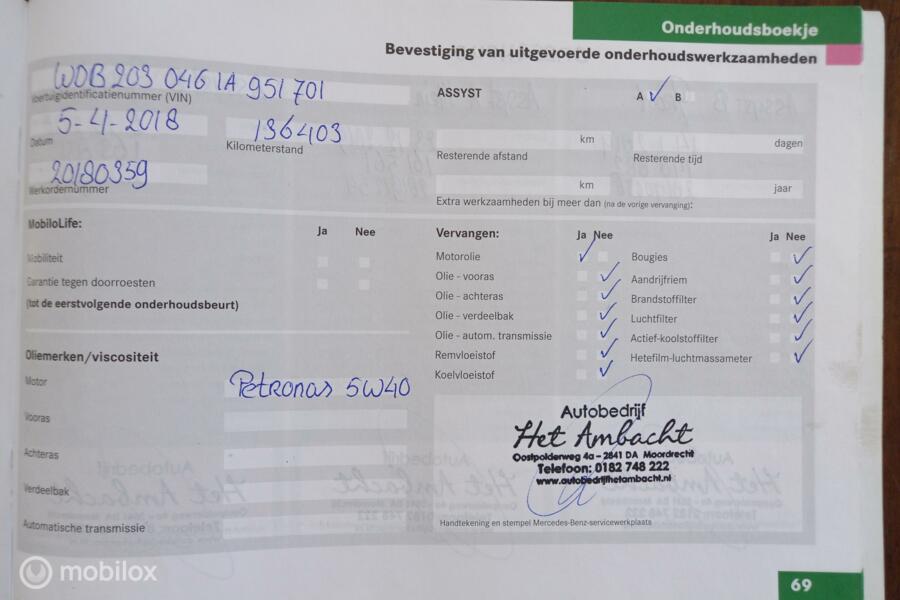 Onderhoudsboekje
Bevestiging van uitgevoerde onderhoudswerkzaamheden
WDB 203 046 1A 951 701
Voertuigidentificatienummer (VIN)
5-4-2018
136403
Datum
Kilometerstand
20180359
Werkordernummer
ASSYST
A ✓ B
km
dagen
Resterende afstand
Resterende tijd
km
jaar
Extra werkzaamheden bij meer dan (na de vorige vervanging):
MobiloLife:
Ja Nee
Mobiliteit
Garantie tegen doorroesten
(tot de eerstvolgende onderhoudsbeurt)
Vervangen:
Ja Nee
Motorolie ✓
Olie - vooras ✓
Olie - achteras ✓
Olie - verdeelbak ✓
Olie - autom. transmissie ✓
Remvloeistof ✓
Koelvloeistof ✓
Ja Nee
Bougies ✓
Aandrijfriem ✓
Brandstoffilter ✓
Luchtfilter ✓
Actief-koolstoffilter ✓
Hetefilm-luchtmassameter ✓
Oliemerken/viscositeit
Motor
Petronas 5W40
Vooras
Achteras
Verdeelbak
Automatische transmissie
Autobedrijf
Het Ambacht
Oostpolderweg 4a - 2841 DA Moordrecht
Telefoon: 0182 748 222
www.autobedrijfhetambacht.nl
Handtekening en stempel Mercedes-Benz-servicewerkplaats
mobilox
69